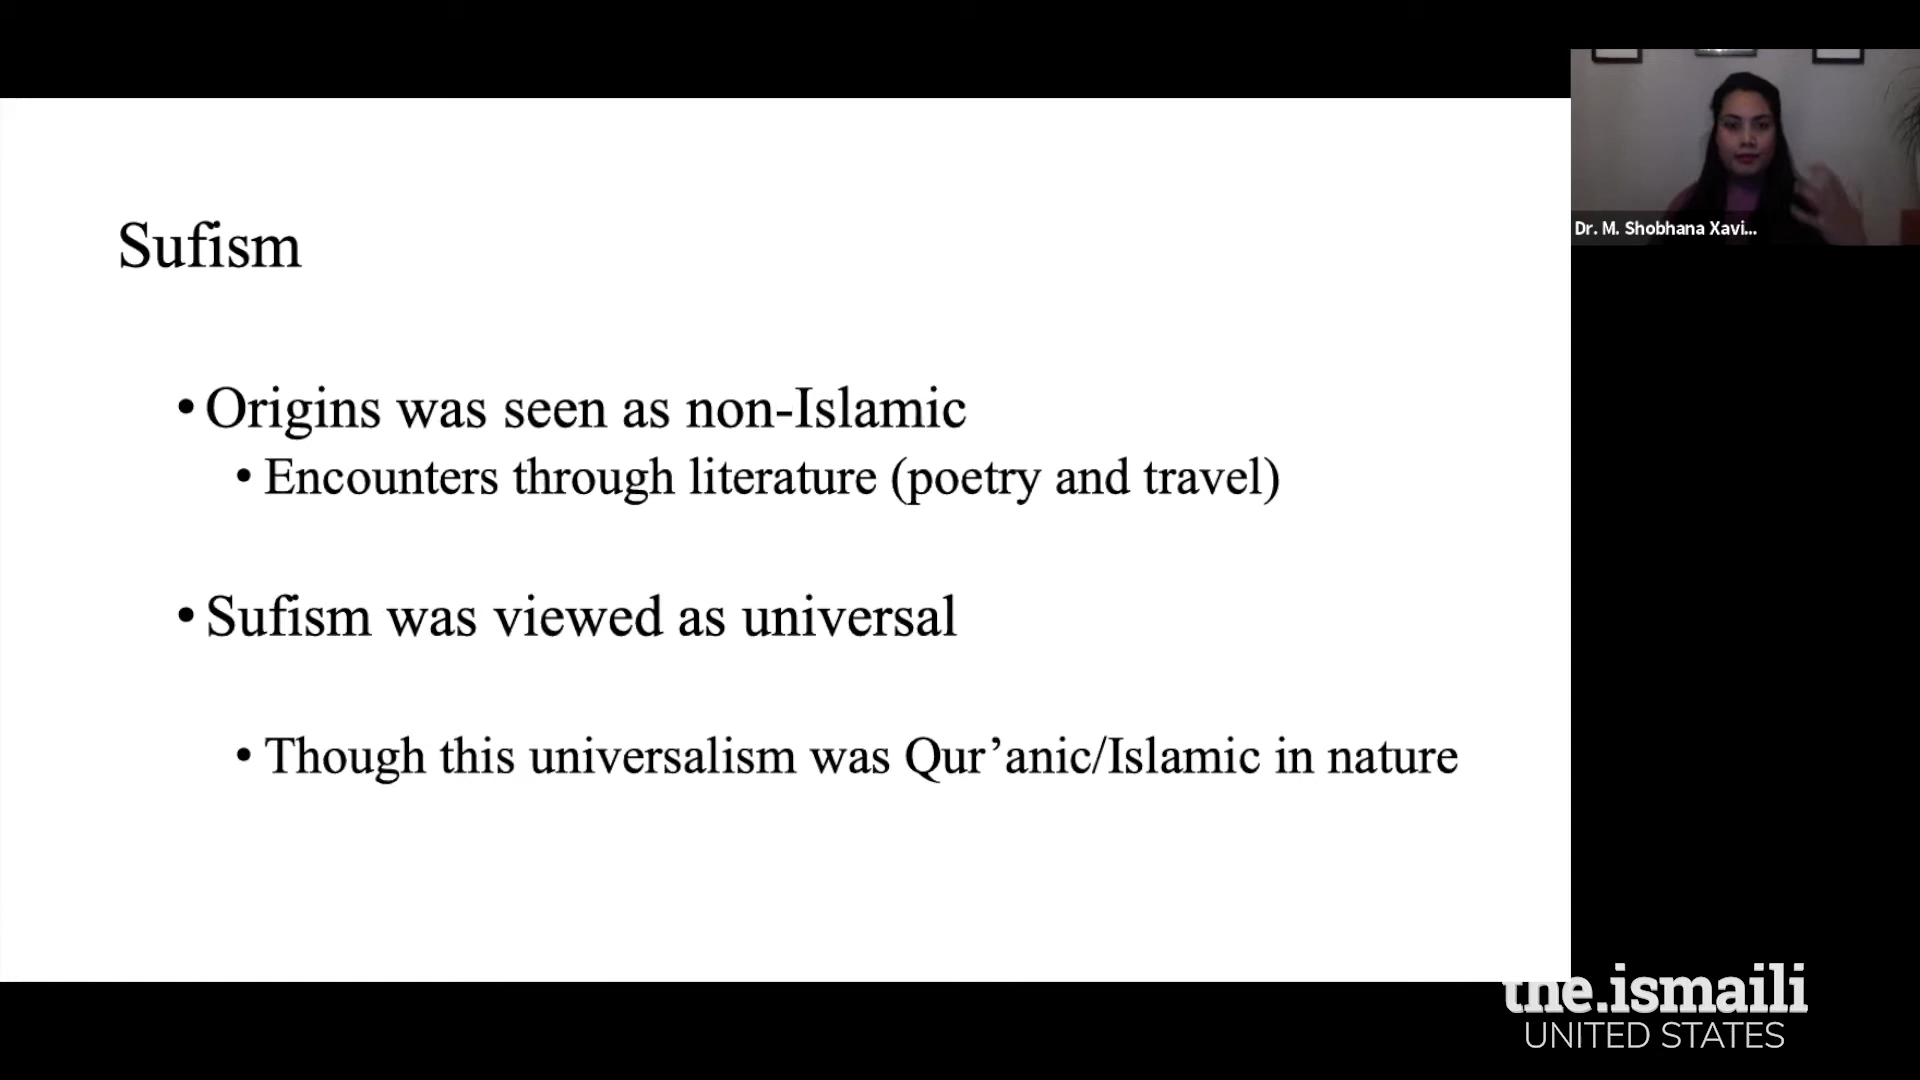 Sufism
• Origins was seen as non-Islamic
• Encounters through literature (poetry and travel)
• Sufism was viewed as universal
• Though this universalism was Qur’anic/Islamic in nature
Dr. M. Shobhana Xavi...
the.ismaili
UNITED STATES